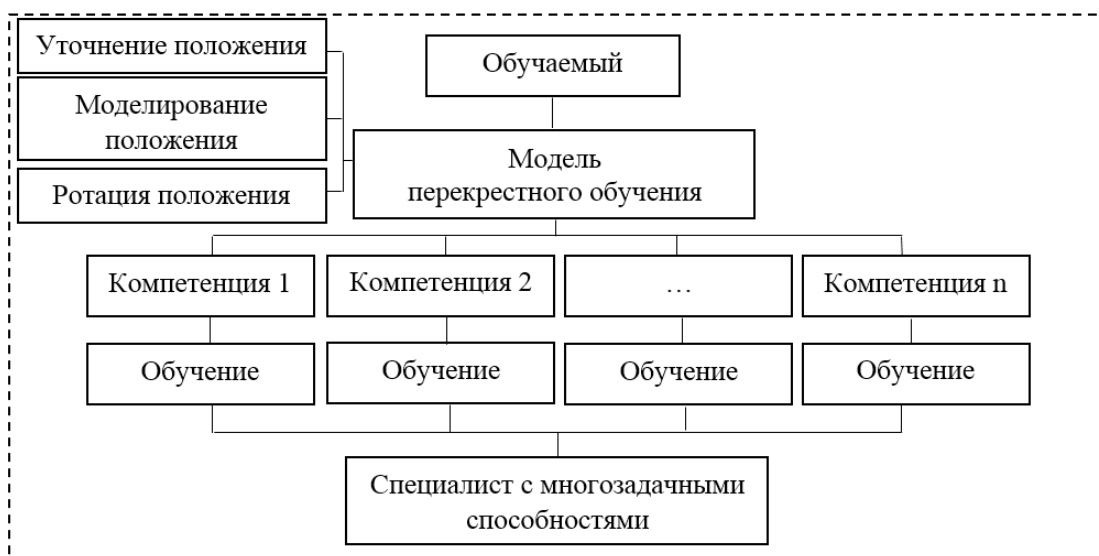 Уточнение положения
Обучаемый
Моделирование
положения
Модель
перекрестного обучения
Ротация положения
Компетенция 1
Компетенция 2
…
Компетенция n
Обучение
Обучение
Обучение
Обучение
Специалист с многозадачными
способностями